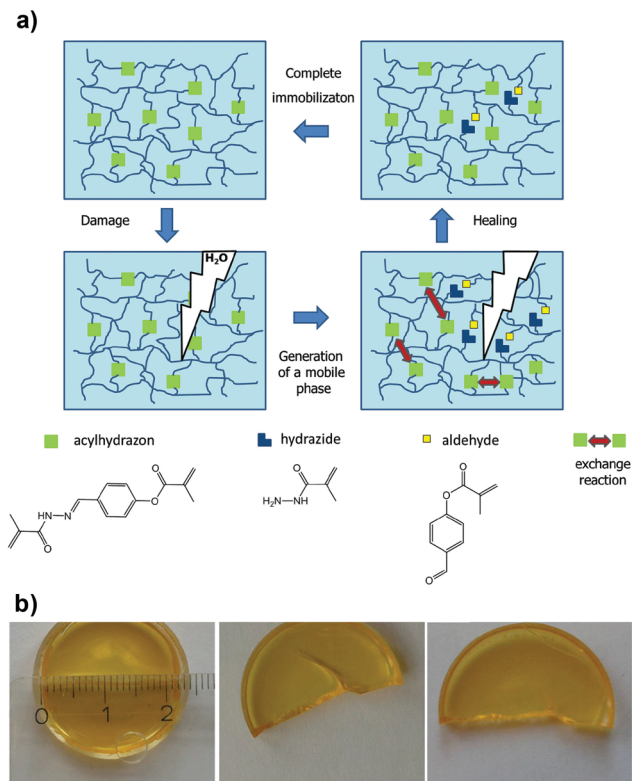 a)
Complete
immobilizaton
Damage
Healing
H₂O
Generation
of a mobile
phase
acylhydrazon
hydrazide
aldehyde
exchange
reaction
O
O
HN
N
O
O
H₂N
NH
O
O
O
b)
0 1 2